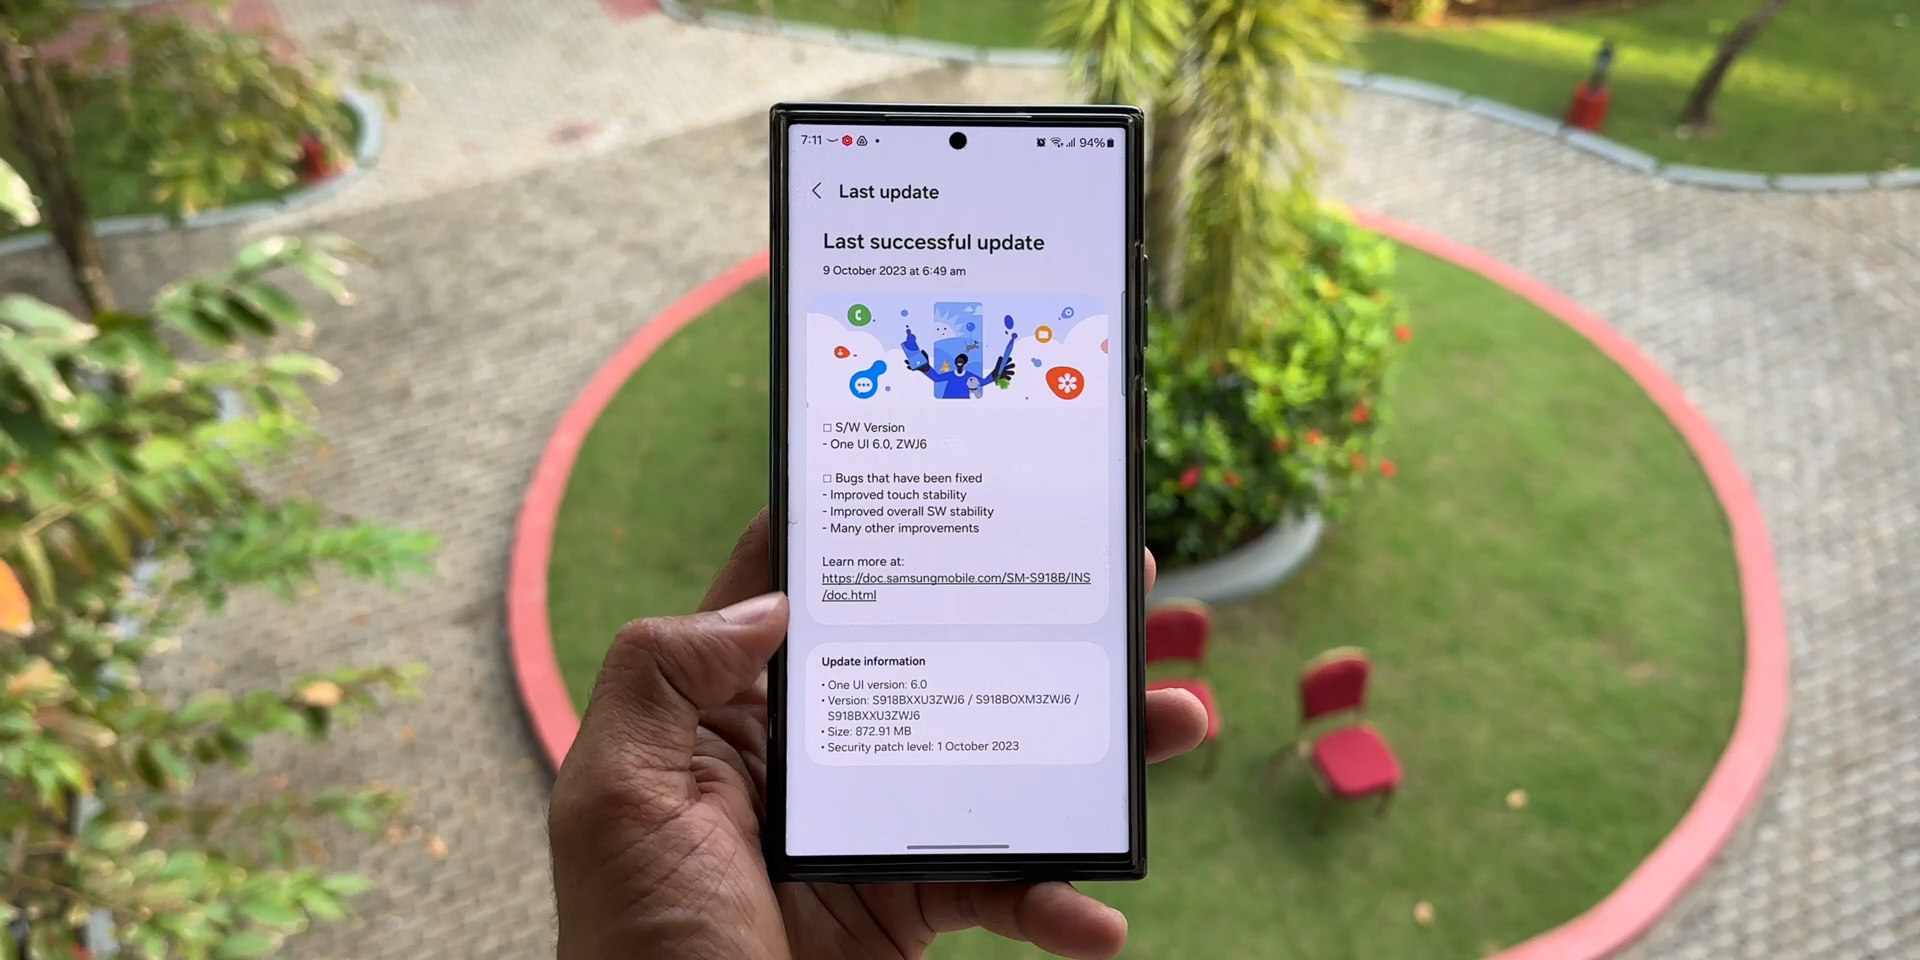 7:11 94%
Last update
Last successful update
9 October 2023 at 6:49 am
□ S/W Version
- One UI 6.0, ZWJ6
□ Bugs that have been fixed
- Improved touch stability
- Improved overall SW stability
- Many other improvements
Learn more at:
https://doc.samsungmobile.com/SM-S918B/INS
/doc.html
Update information
• One UI version: 6.0
• Version: S918BXXU3ZWJ6 / S918BOXM3ZWJ6 /
S918BXXU3ZWJ6
• Size: 872.91 MB
• Security patch level: 1 October 2023